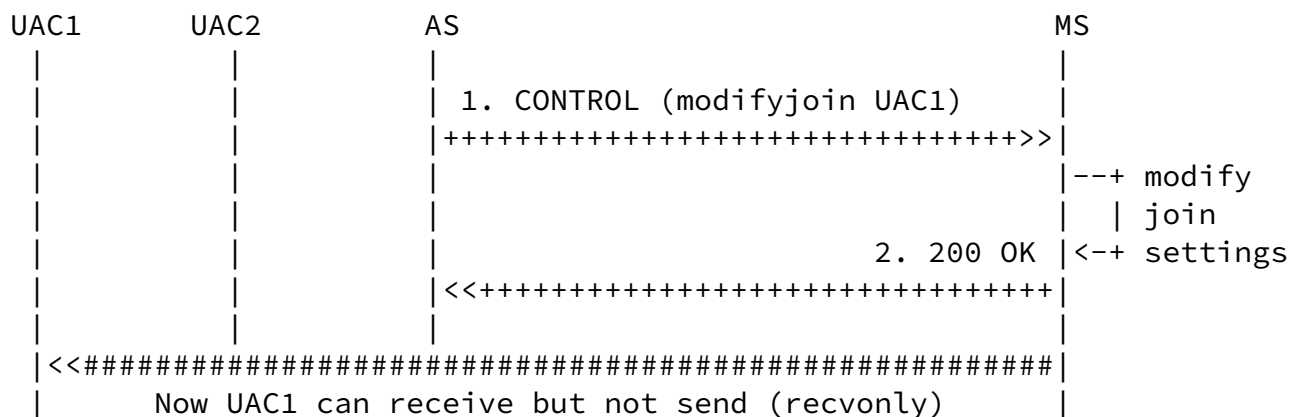 UAC1 UAC2 AS MS
| | | |
| | | 1. CONTROL (modifyjoin UAC1) |
| | |++++++++++++++++++++++++++++++++>>|
| | | |--+ modify
| | | | | join
| | | 2. 200 OK |<-+ settings
| | |<<++++++++++++++++++++++++++++++++|
| | | |
|<<######################################################|
| Now UAC1 can receive but not send (recvonly) |